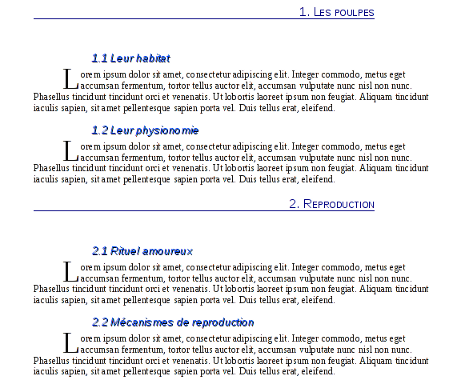 1. Les poulpes
1.1 Leur habitat
Lorem ipsum dolor sit amet, consectetur adipiscing elit. Integer commodo, metus eget
accumsan fermentum, tortor tellus auctor elit, accumsan vulputate nunc nisl non nunc.
Phasellus tincidunt tincidunt orci et venenatis. Ut lobortis laoreet ipsum non feugiat. Aliquam tincidunt
iaculis sapien, sit amet pellentesque sapien porta vel. Duis tellus erat, eleifend.
1.2 Leur physionomie
Lorem ipsum dolor sit amet, consectetur adipiscing elit. Integer commodo, metus eget
accumsan fermentum, tortor tellus auctor elit, accumsan vulputate nunc nisl non nunc.
Phasellus tincidunt tincidunt orci et venenatis. Ut lobortis laoreet ipsum non feugiat. Aliquam tincidunt
iaculis sapien, sit amet pellentesque sapien porta vel. Duis tellus erat, eleifend.
2. Reproduction
2.1 Rituel amoureux
Lorem ipsum dolor sit amet, consectetur adipiscing elit. Integer commodo, metus eget
accumsan fermentum, tortor tellus auctor elit, accumsan vulputate nunc nisl non nunc.
Phasellus tincidunt tincidunt orci et venenatis. Ut lobortis laoreet ipsum non feugiat. Aliquam tincidunt
iaculis sapien, sit amet pellentesque sapien porta vel. Duis tellus erat, eleifend.
2.2 Mécanismes de reproduction
Lorem ipsum dolor sit amet, consectetur adipiscing elit. Integer commodo, metus eget
accumsan fermentum, tortor tellus auctor elit, accumsan vulputate nunc nisl non nunc.
Phasellus tincidunt tincidunt orci et venenatis. Ut lobortis laoreet ipsum non feugiat. Aliquam tincidunt
iaculis sapien, sit amet pellentesque sapien porta vel. Duis tellus erat, eleifend.